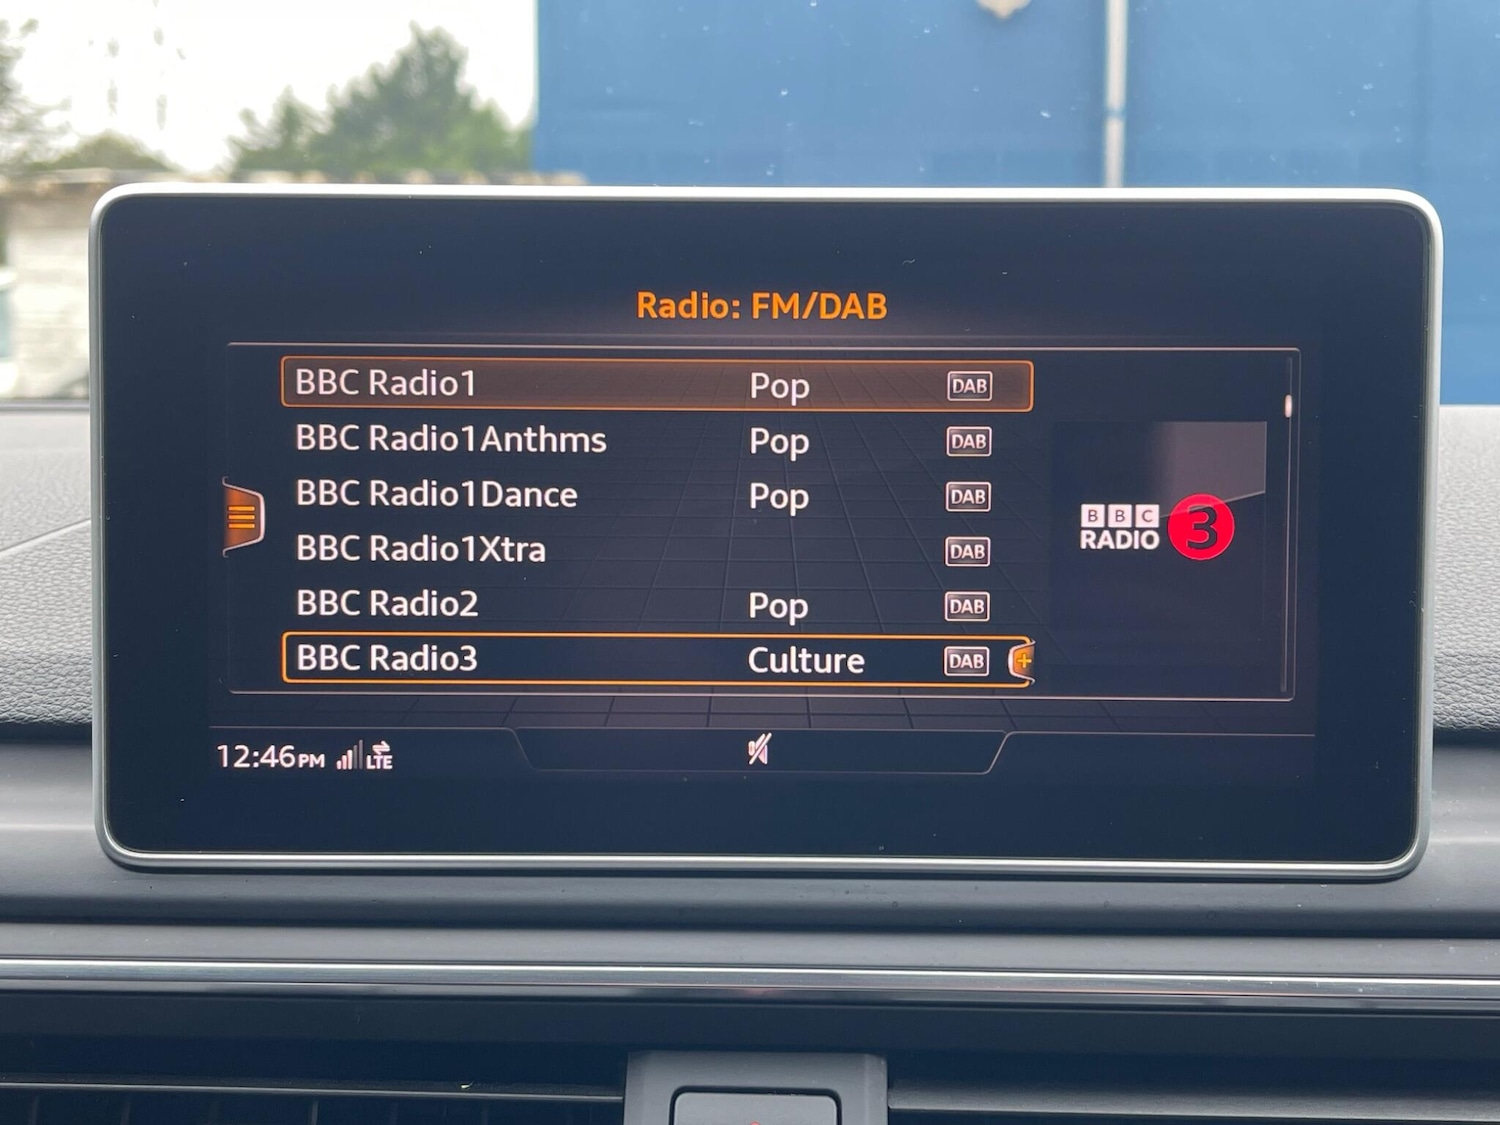 Radio: FM/DAB
BBC Radio1 Pop DAB
BBC Radio1Anthms Pop DAB
BBC Radio1Dance Pop DAB
BBC Radio1Xtra DAB
BBC Radio2 Pop DAB
BBC Radio3 Culture DAB +
BBC
RADIO 3
12:46PM LTE